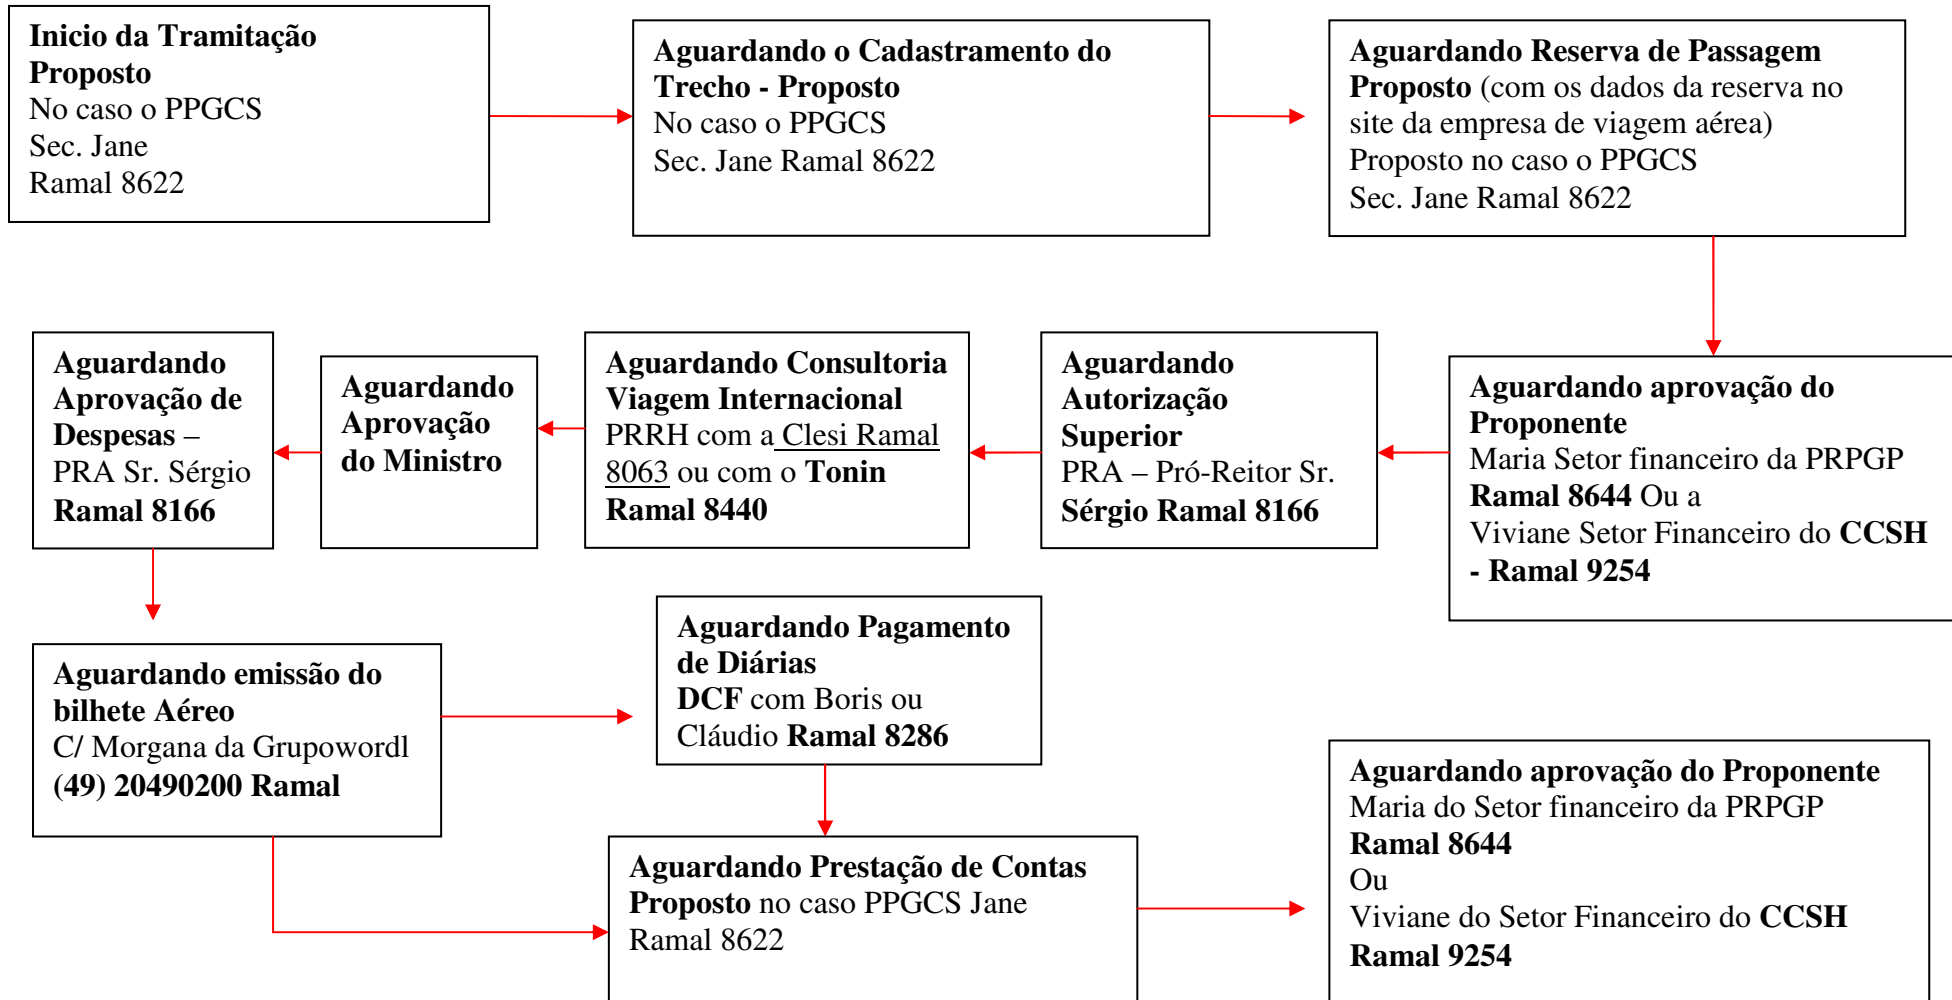 Inicio da Tramitação
Proposto
No caso o PPGCS
Sec. Jane
Ramal 8622
Aguardando o Cadastramento do
Trecho - Proposto
No caso o PPGCS
Sec. Jane Ramal 8622
Aguardando Reserva de Passagem
Proposto (com os dados da reserva no
site da empresa de viagem aérea)
Proposto no caso o PPGCS
Sec. Jane Ramal 8622
Aguardando aprovação do
Proponente
Maria Setor financeiro da PRPGP
Ramal 8644 Ou a
Viviane Setor Financeiro do CCSH
- Ramal 9254
Aguardando
Autorização
Superior
PRA – Pró-Reitor Sr.
Sérgio Ramal 8166
Aguardando Consultoria
Viagem Internacional
PRRH com a Clesi Ramal
8063 ou com o Tonin
Ramal 8440
Aguardando
Aprovação
do Ministro
Aguardando
Aprovação de
Despesas –
PRA Sr. Sérgio
Ramal 8166
Aguardando emissão do
bilhete Aéreo
C/ Morgana da Grupowordl
(49) 20490200 Ramal
Aguardando Pagamento
de Diárias
DCF com Boris ou
Cláudio Ramal 8286
Aguardando Prestação de Contas
Proposto no caso PPGCS Jane
Ramal 8622
Aguardando aprovação do Proponente
Maria do Setor financeiro da PRPGP
Ramal 8644
Ou
Viviane do Setor Financeiro do CCSH
Ramal 9254